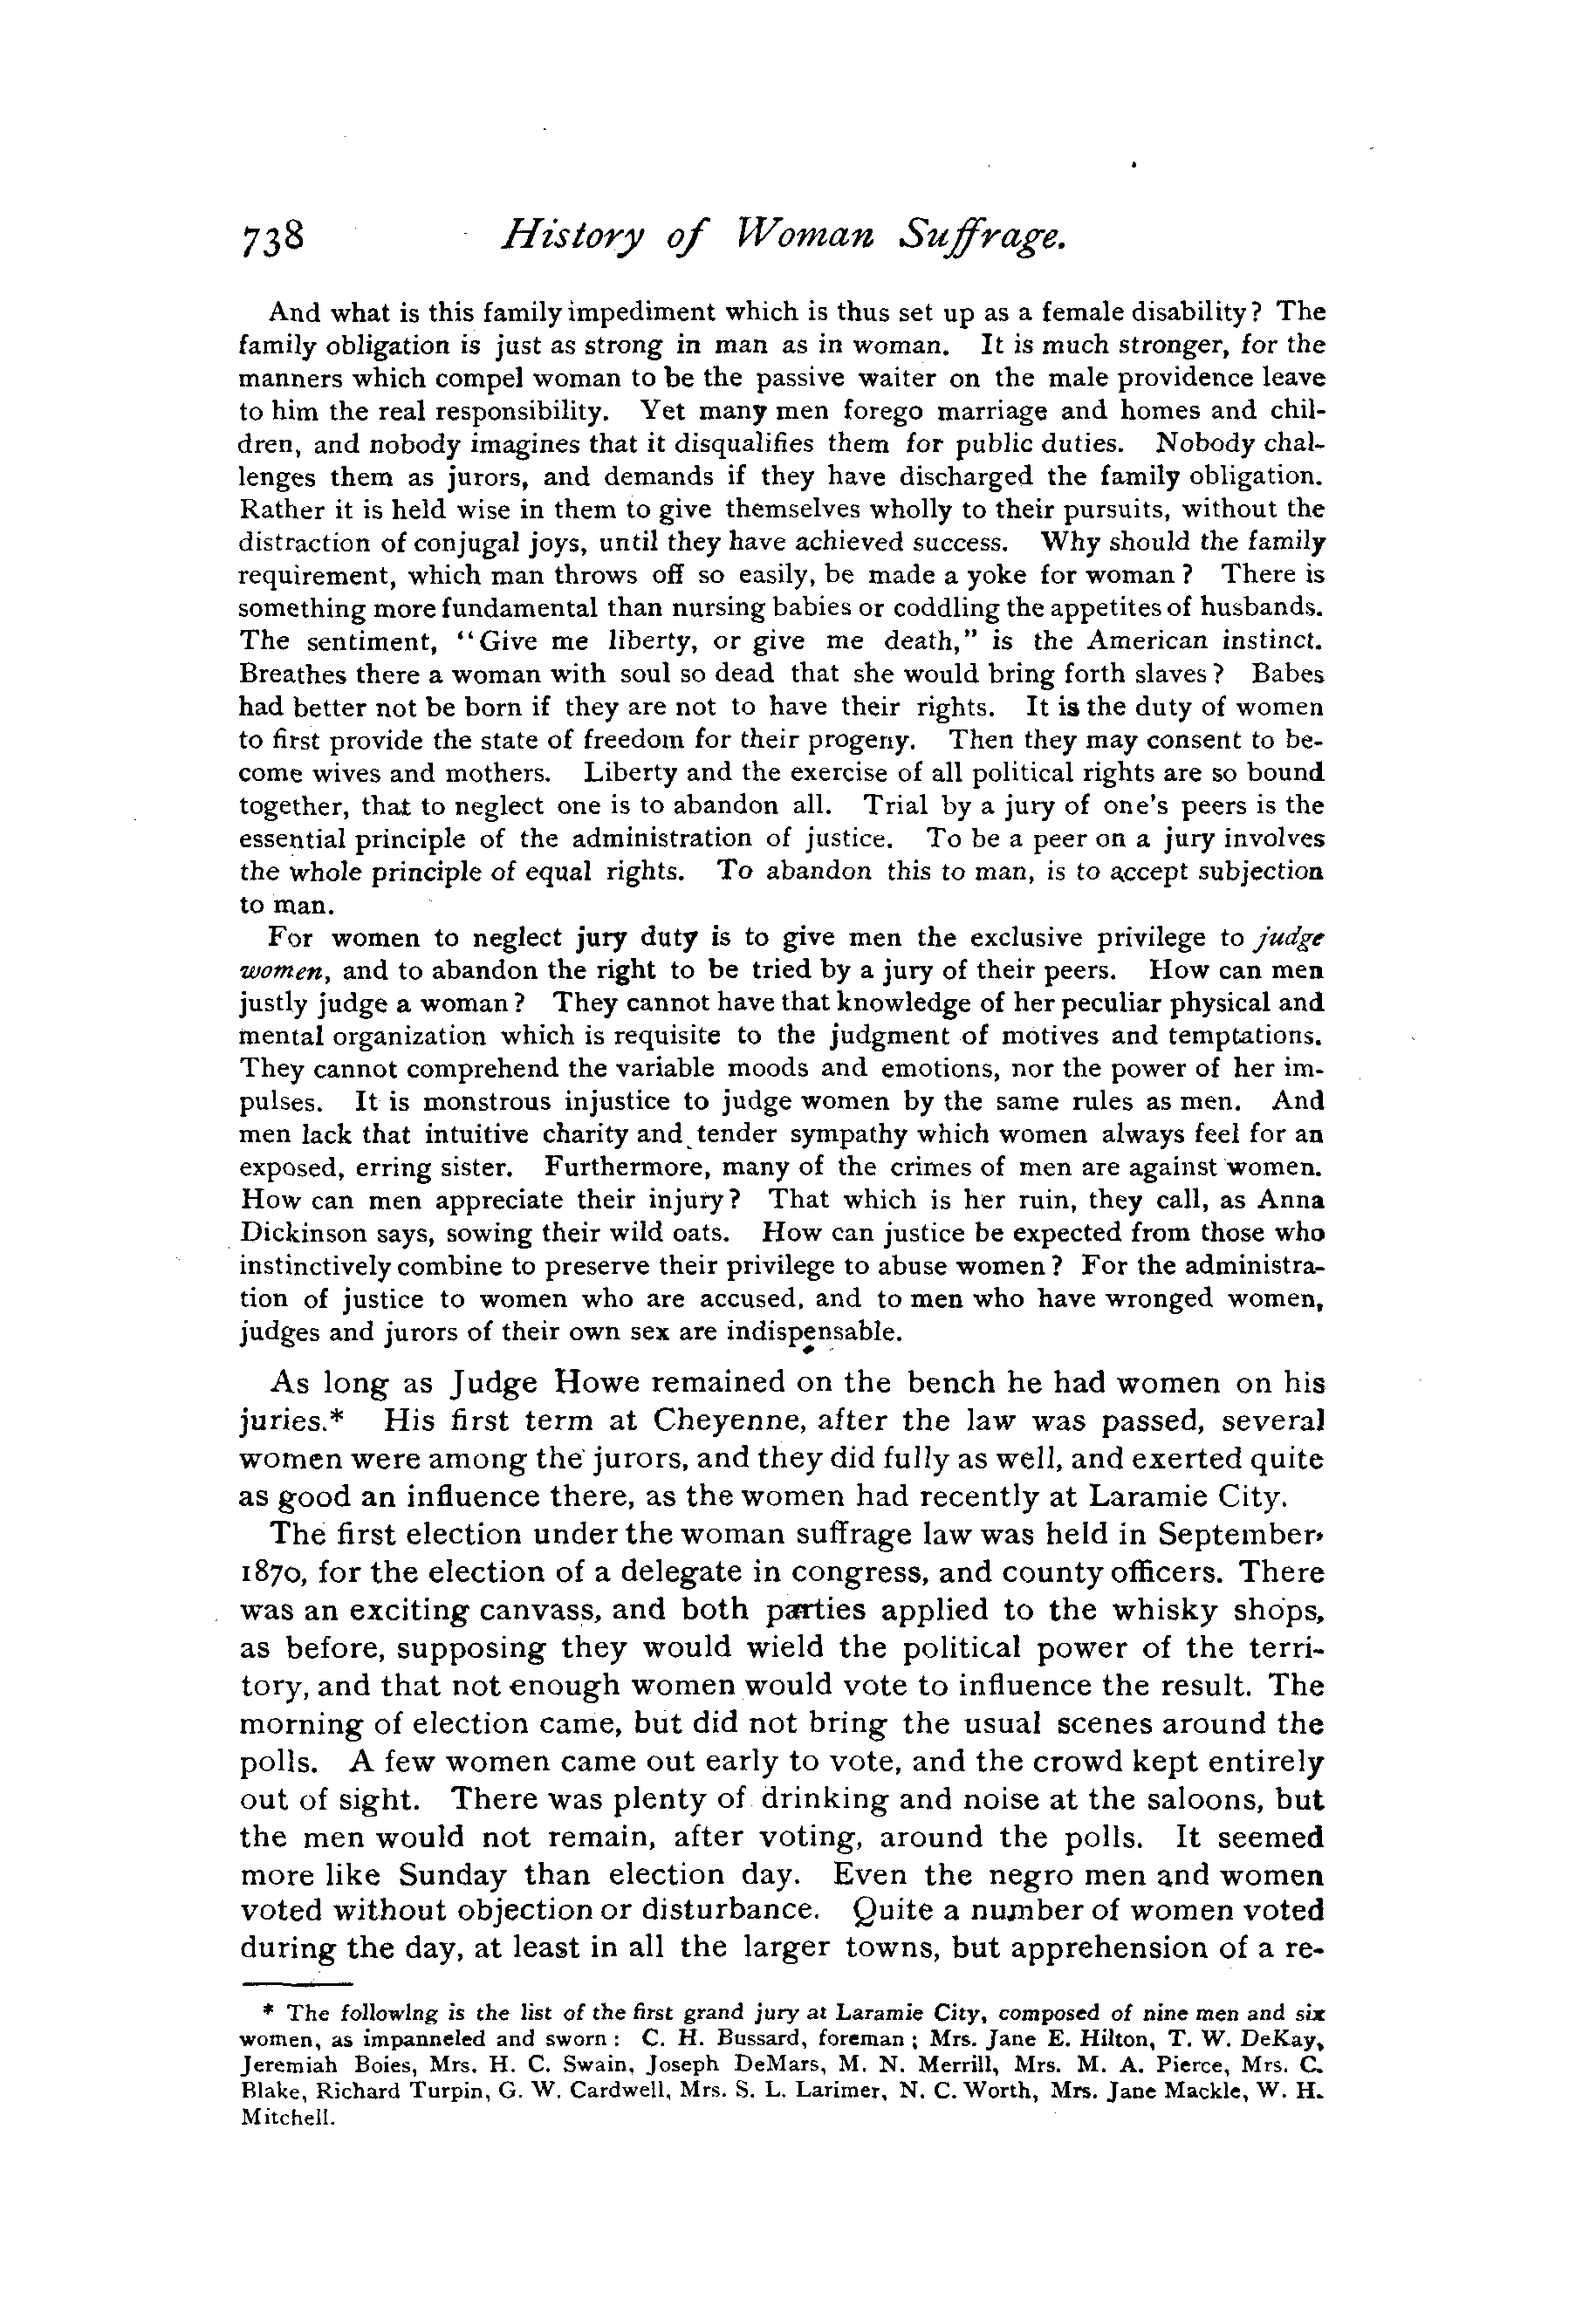 738 History of Woman Suffrage.
And what is this family impediment which is thus set up as a female disability? The
family obligation is just as strong in man as in woman. It is much stronger, for the
manners which compel woman to be the passive waiter on the male providence leave
to him the real responsibility. Yet many men forego marriage and homes and chil-
dren, and nobody imagines that it disqualifies them for public duties. Nobody chal-
lenges them as jurors, and demands if they have discharged the family obligation.
Rather it is held wise in them to give themselves wholly to their pursuits, without the
distraction of conjugal joys, until they have achieved success. Why should the family
requirement, which man throws off so easily, be made a yoke for woman? There is
something more fundamental than nursing babies or coddling the appetites of husbands.
The sentiment, "Give me liberty, or give me death," is the American instinct.
Breathes there a woman with soul so dead that she would bring forth slaves? Babes
had better not be born if they are not to have their rights. It is the duty of women
to first provide the state of freedom for their progeny. Then they may consent to be-
come wives and mothers. Liberty and the exercise of all political rights are so bound
together, that to neglect one is to abandon all. Trial by a jury of one's peers is the
essential principle of the administration of justice. To be a peer on a jury involves
the whole principle of equal rights. To abandon this to man, is to accept subjection
to man.
For women to neglect jury duty is to give men the exclusive privilege to judge
women, and to abandon the right to be tried by a jury of their peers. How can men
justly judge a woman? They cannot have that knowledge of her peculiar physical and
mental organization which is requisite to the judgment of motives and temptations.
They cannot comprehend the variable moods and emotions, nor the power of her im-
pulses. It is monstrous injustice to judge women by the same rules as men. And
men lack that intuitive charity and tender sympathy which women always feel for an
exposed, erring sister. Furthermore, many of the crimes of men are against women.
How can men appreciate their injury? That which is her ruin, they call, as Anna
Dickinson says, sowing their wild oats. How can justice be expected from those who
instinctively combine to preserve their privilege to abuse women? For the administra-
tion of justice to women who are accused, and to men who have wronged women,
judges and jurors of their own sex are indispensable.
As long as Judge Howe remained on the bench he had women on his
juries.* His first term at Cheyenne, after the law was passed, several
women were among the jurors, and they did fully as well, and exerted quite
as good an influence there, as the women had recently at Laramie City.
The first election under the woman suffrage law was held in September,
1870, for the election of a delegate in congress, and county officers. There
was an exciting canvass, and both parties applied to the whisky shops,
as before, supposing they would wield the political power of the terri-
tory, and that not enough women would vote to influence the result. The
morning of election came, but did not bring the usual scenes around the
polls. A few women came out early to vote, and the crowd kept entirely
out of sight. There was plenty of drinking and noise at the saloons, but
the men would not remain, after voting, around the polls. It seemed
more like Sunday than election day. Even the negro men and women
voted without objection or disturbance. Quite a number of women voted
during the day, at least in all the larger towns, but apprehension of a re-
* The following is the list of the first grand jury at Laramie City, composed of nine men and six
women, as impanneled and sworn: C. H. Bussard, foreman; Mrs. Jane E. Hilton, T. W. DeKay,
Jeremiah Boies, Mrs. H. C. Swain, Joseph DeMars, M. N. Merrill, Mrs. M. A. Pierce, Mrs. C.
Blake, Richard Turpin, G. W. Cardwell, Mrs. S. L. Larimer, N. C. Worth, Mrs. Jane Mackle, W. H.
Mitchell.